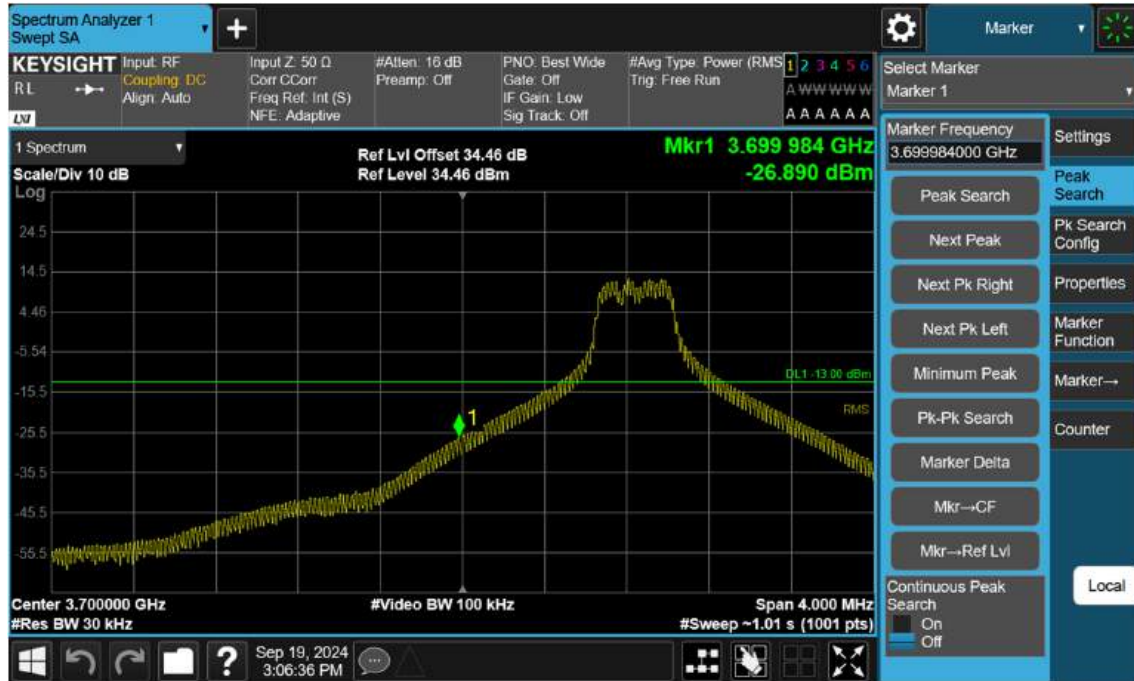 Spectrum Analyzer 1
Swept SA
+
Marker
KEYSIGHT
RL
LXI
Input: RF
Coupling: DC
Align: Auto
Input Z: 50 Ω
Corr CCorr
Freq Ref: Int (S)
NFE: Adaptive
#Atten: 16 dB
Preamp: Off
PNO: Best Wide
Gate: Off
IF Gain: Low
Sig Track: Off
#Avg Type: Power (RMS
Trig: Free Run
1 2 3 4 5 6
A W W W W W
A A A A A A
Select Marker
Marker 1
1 Spectrum
Scale/Div 10 dB
Log
Ref Lvl Offset 34.46 dB
Ref Level 34.46 dBm
Mkr1 3.699 984 GHz
-26.890 dBm
24.5
14.5
4.46
-5.54
-15.5
-25.5
-35.5
-45.5
-55.5
DL1 -13.00 dBm
RMS
1
Center 3.700000 GHz
#Res BW 30 kHz
#Video BW 100 kHz
Span 4.000 MHz
#Sweep ~1.01 s (1001 pts)
Marker Frequency
3.699984000 GHz
Peak Search
Next Peak
Next Pk Right
Next Pk Left
Minimum Peak
Pk-Pk Search
Marker Delta
Mkr→CF
Mkr→Ref Lvl
Continuous Peak
Search
On
Off
Settings
Peak
Search
Pk Search
Config
Properties
Marker
Function
Marker→
Counter
Local
?
Sep 19, 2024
3:06:36 PM